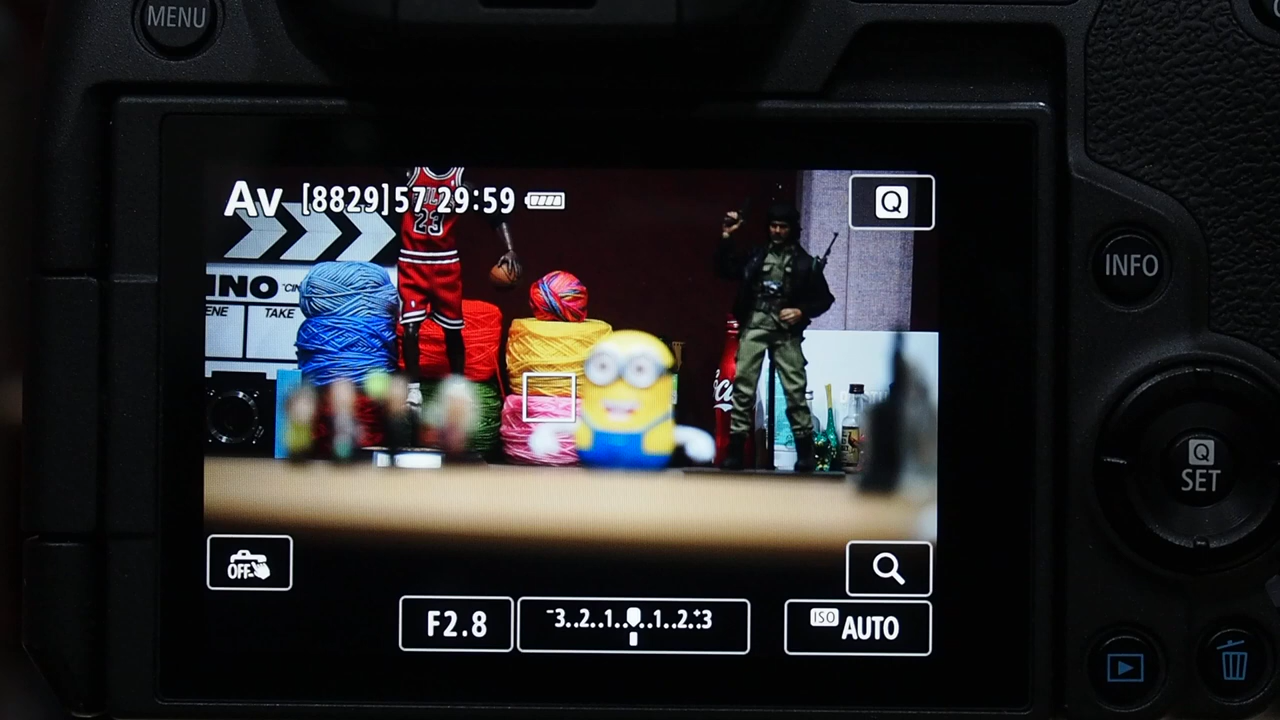 MENU
Av [8829] 57 29:59
Q
23
INO
TAKE
INFO
Q
SET
OFF
F2.8
-3..2..1..0..1..2..+3
ISO AUTO